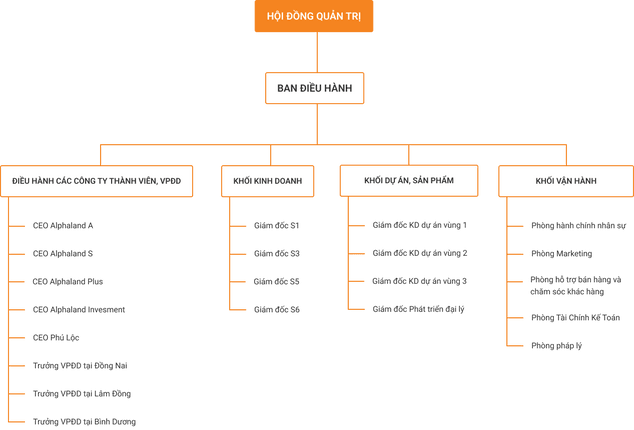 HỘI ĐỒNG QUẢN TRỊ
BAN ĐIỀU HÀNH
ĐIỀU HÀNH CÁC CÔNG TY THÀNH VIÊN, VPĐD
CEO Alphaland A
CEO Alphaland S
CEO Alphaland Plus
CEO Alphaland Invesment
CEO Phú Lộc
Trưởng VPĐD tại Đồng Nai
Trưởng VPĐD tại Lâm Đồng
Trưởng VPĐD tại Bình Dương
KHỐI KINH DOANH
Giám đốc S1
Giám đốc S3
Giám đốc S5
Giám đốc S6
KHỐI DỰ ÁN, SẢN PHẨM
Giám đốc KD dự án vùng 1
Giám đốc KD dự án vùng 2
Giám đốc KD dự án vùng 3
Giám đốc Phát triển đại lý
KHỐI VẬN HÀNH
Phòng hành chính nhân sự
Phòng Marketing
Phòng hỗ trợ bán hàng và
chăm sóc khác hàng
Phòng Tài Chính Kế Toán
Phòng pháp lý